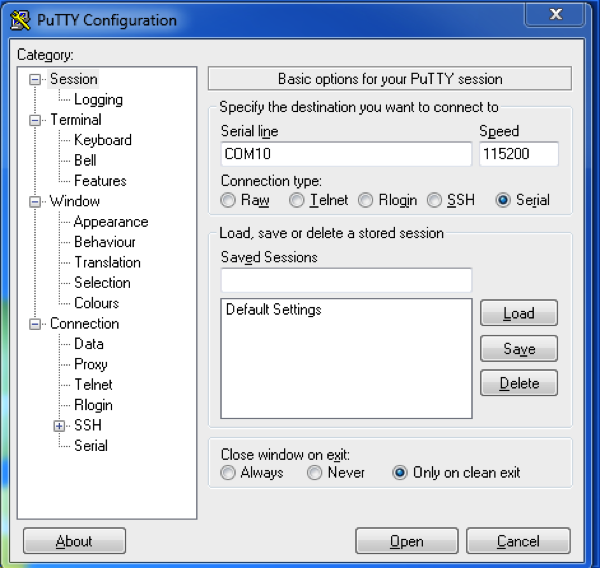 PuTTY Configuration
X
Category:
Session
Logging
Terminal
Keyboard
Bell
Features
Window
Appearance
Behaviour
Translation
Selection
Colours
Connection
Data
Proxy
Telnet
Rlogin
SSH
Serial
Basic options for your PuTTY session
Specify the destination you want to connect to
Serial line Speed
COM10 115200
Connection type:
Raw Telnet Rlogin SSH Serial
Load, save or delete a stored session
Saved Sessions
Default Settings
Load
Save
Delete
Close window on exit:
Always Never Only on clean exit
About Open Cancel